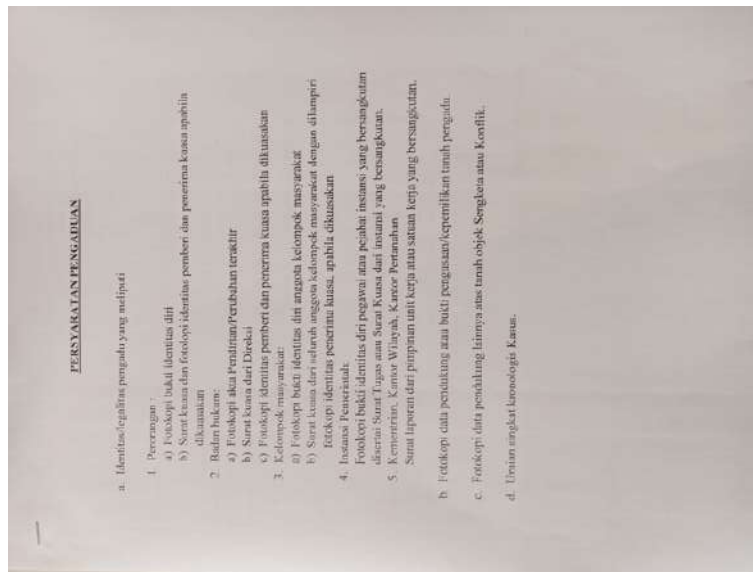 PERSYARATAN PENGADUAN
a. Identitas/legalitas pengadu yang meliputi
1. Perorangan :
a) Fotokopi bukti identitas diri
b) Surat kuasa dan fotokopi identitas pemberi dan penerima kuasa apabila
dikuasakan
2. Badan hukum:
a) Fotokopi akta Pendirian/Perubahan terakhir
b) Surat kuasa dari Direksi
c) Fotokopi identitas pemberi dan penerima kuasa apabila dikuasakan
3. Kelompok masyarakat:
a) Fotokopi bukti identitas diri anggota kelompok masyarakat
b) Surat kuasa dari seluruh anggota kelompok masyarakat dengan dilampiri
fotokopi identitas penerima kuasa, apabila dikuasakan
4. Instansi Pemerintah:
Fotokopi bukti identitas diri pegawai atau pejabat instansi yang bersangkutan
disertai Surat Tugas atau Surat Kuasa dari instansi yang bersangkutan.
5. Kementrian, Kantor Wilayah, Kantor Pertanahan
Surat laporan dari pimpinan unit kerja atau satuan kerja yang bersangkutan.
b. Fotokopi data pendukung atau bukti penguasaan/kepemilikan tanah pengadu.
c. Fotokopi data pendukung lainnya atas tanah objek Sengketa atau Konflik.
d. Uraian singkat kronologis Kasus.